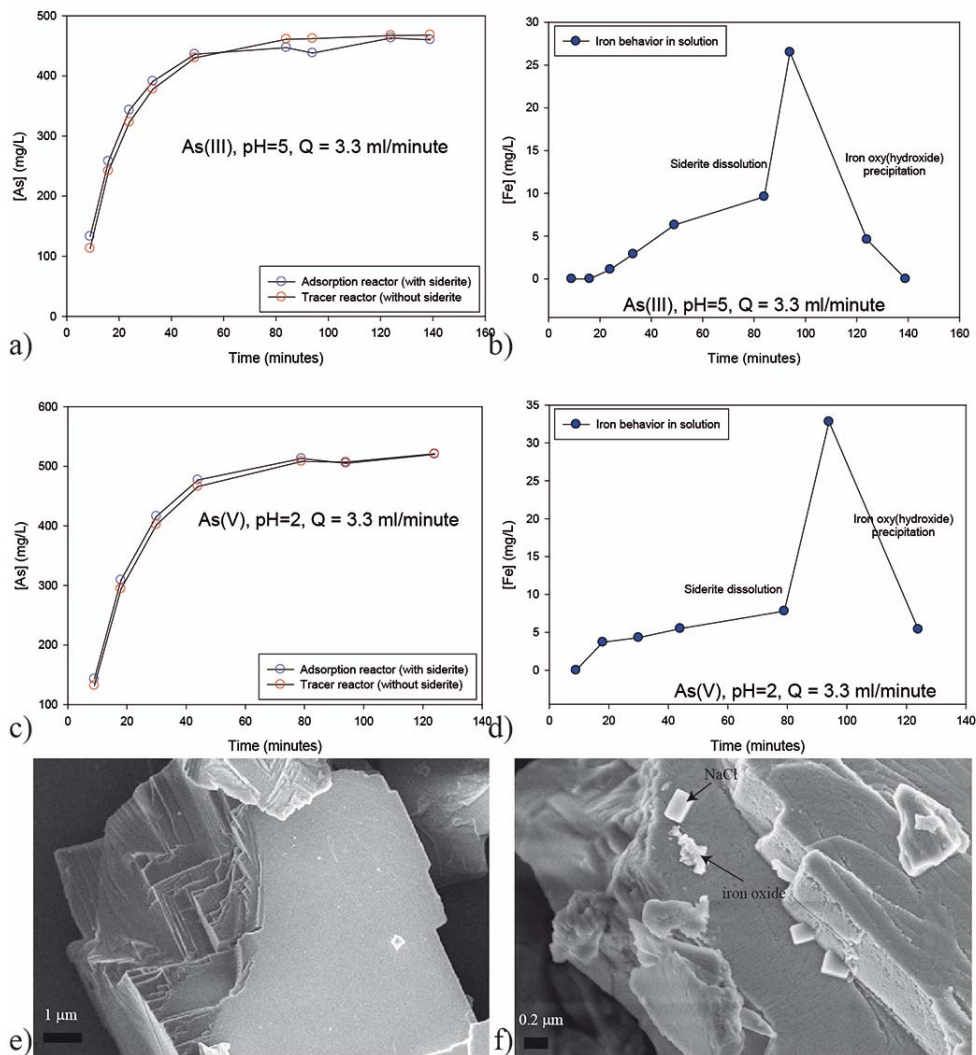 500
400
300
200
100
0
[As] (mg/L)
As(III), pH=5, Q = 3.3 ml/minute
Adsorption reactor (with siderite)
Tracer reactor (without siderite
0 20 40 60 80 100 120 140 160
Time (minutes)
a)
30
25
20
15
10
5
0
[Fe] (mg/L)
Iron behavior in solution
Siderite dissolution
Iron oxy(hydroxide)
precipitation
As(III), pH=5, Q = 3.3 ml/minute
0 20 40 60 80 100 120 140 160
Time (minutes)
b)
600
500
400
300
200
100
[As] (mg/L)
As(V), pH=2, Q = 3.3 ml/minute
Adsorption reactor (with siderite)
Tracer reactor (without siderite)
0 20 40 60 80 100 120 140
Time (minutes)
c)
35
30
25
20
15
10
5
0
[Fe] (mg/L)
Iron behavior in solution
Siderite dissolution
Iron oxy(hydroxide)
precipitation
As(V), pH=2, Q = 3.3 ml/minute
0 20 40 60 80 100 120 140
Time (minutes)
d)
1 µm
e)
NaCl
iron oxide
0.2 µm
f)